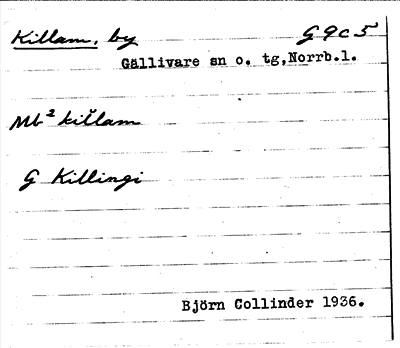 Killam, by G9c5
Gällivare sn o. tg,Norrb.l.
Mb² kiľlam
G Killingi
Björn Collinder 1936.